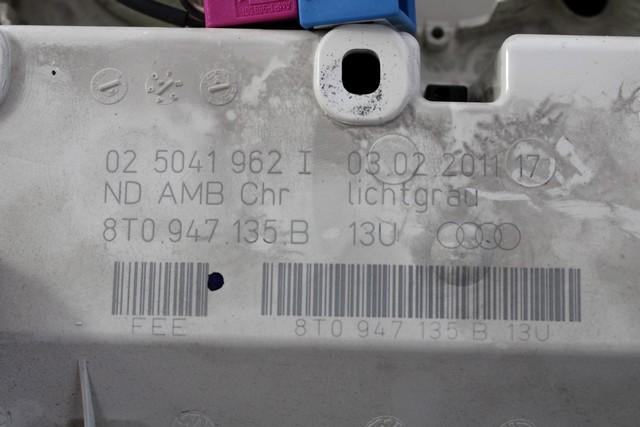 02 5041 962 I 03.02.2011 17
ND AMB Chr lichtgrau
8T0.947.135.B 13U
FEE
8T0 947 135 B 13U